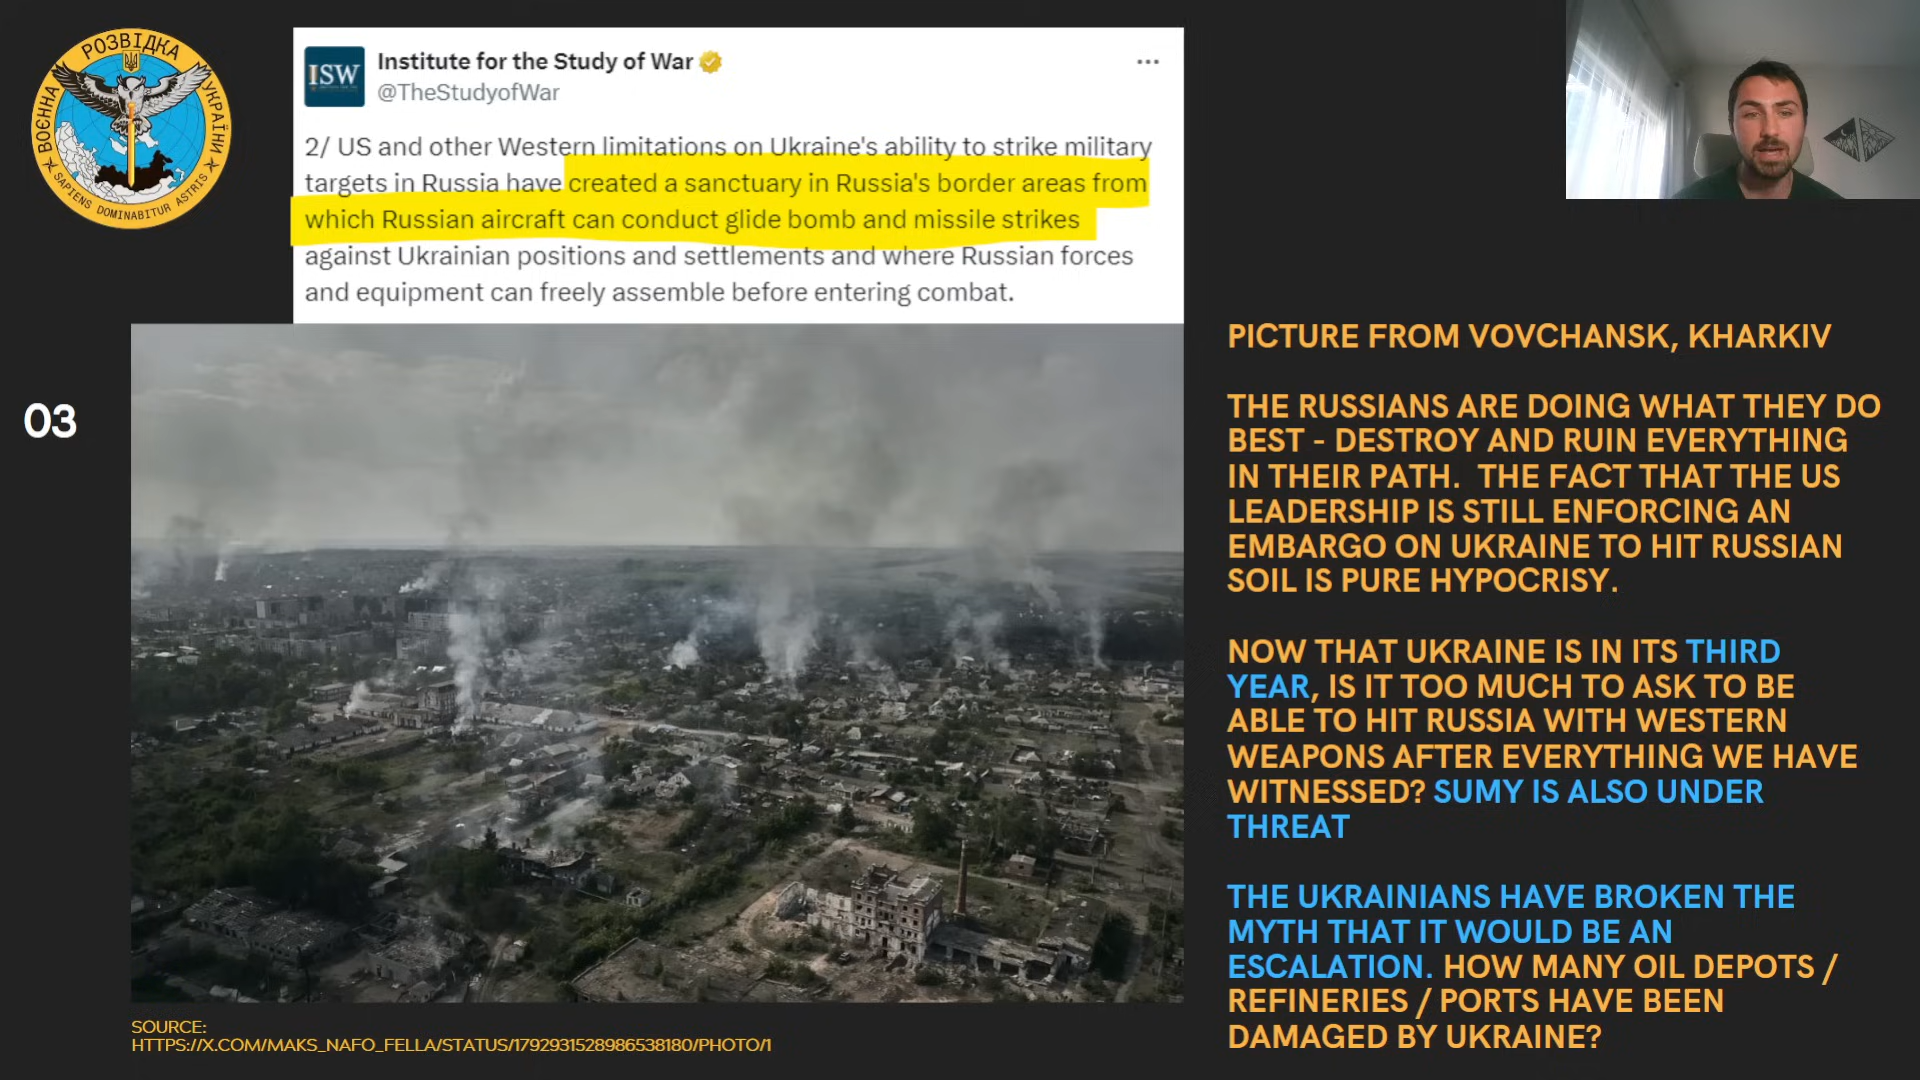 ВОЄННА РОЗВІДКА УКРАЇНИ
SAPIENS DOMINABITUR ASTRIS
ISW
Institute for the Study of War
@TheStudyofWar
2/ US and other Western limitations on Ukraine's ability to strike military
targets in Russia have created a sanctuary in Russia's border areas from
which Russian aircraft can conduct glide bomb and missile strikes
against Ukrainian positions and settlements and where Russian forces
and equipment can freely assemble before entering combat.
03
PICTURE FROM VOVCHANSK, KHARKIV
THE RUSSIANS ARE DOING WHAT THEY DO
BEST - DESTROY AND RUIN EVERYTHING
IN THEIR PATH. THE FACT THAT THE US
LEADERSHIP IS STILL ENFORCING AN
EMBARGO ON UKRAINE TO HIT RUSSIAN
SOIL IS PURE HYPOCRISY.
NOW THAT UKRAINE IS IN ITS THIRD
YEAR, IS IT TOO MUCH TO ASK TO BE
ABLE TO HIT RUSSIA WITH WESTERN
WEAPONS AFTER EVERYTHING WE HAVE
WITNESSED? SUMY IS ALSO UNDER
THREAT
THE UKRAINIANS HAVE BROKEN THE
MYTH THAT IT WOULD BE AN
ESCALATION. HOW MANY OIL DEPOTS /
REFINERIES / PORTS HAVE BEEN
DAMAGED BY UKRAINE?
SOURCE:
HTTPS://X.COM/MAKS_NAFO_FELLA/STATUS/1792931528986538180/PHOTO/1